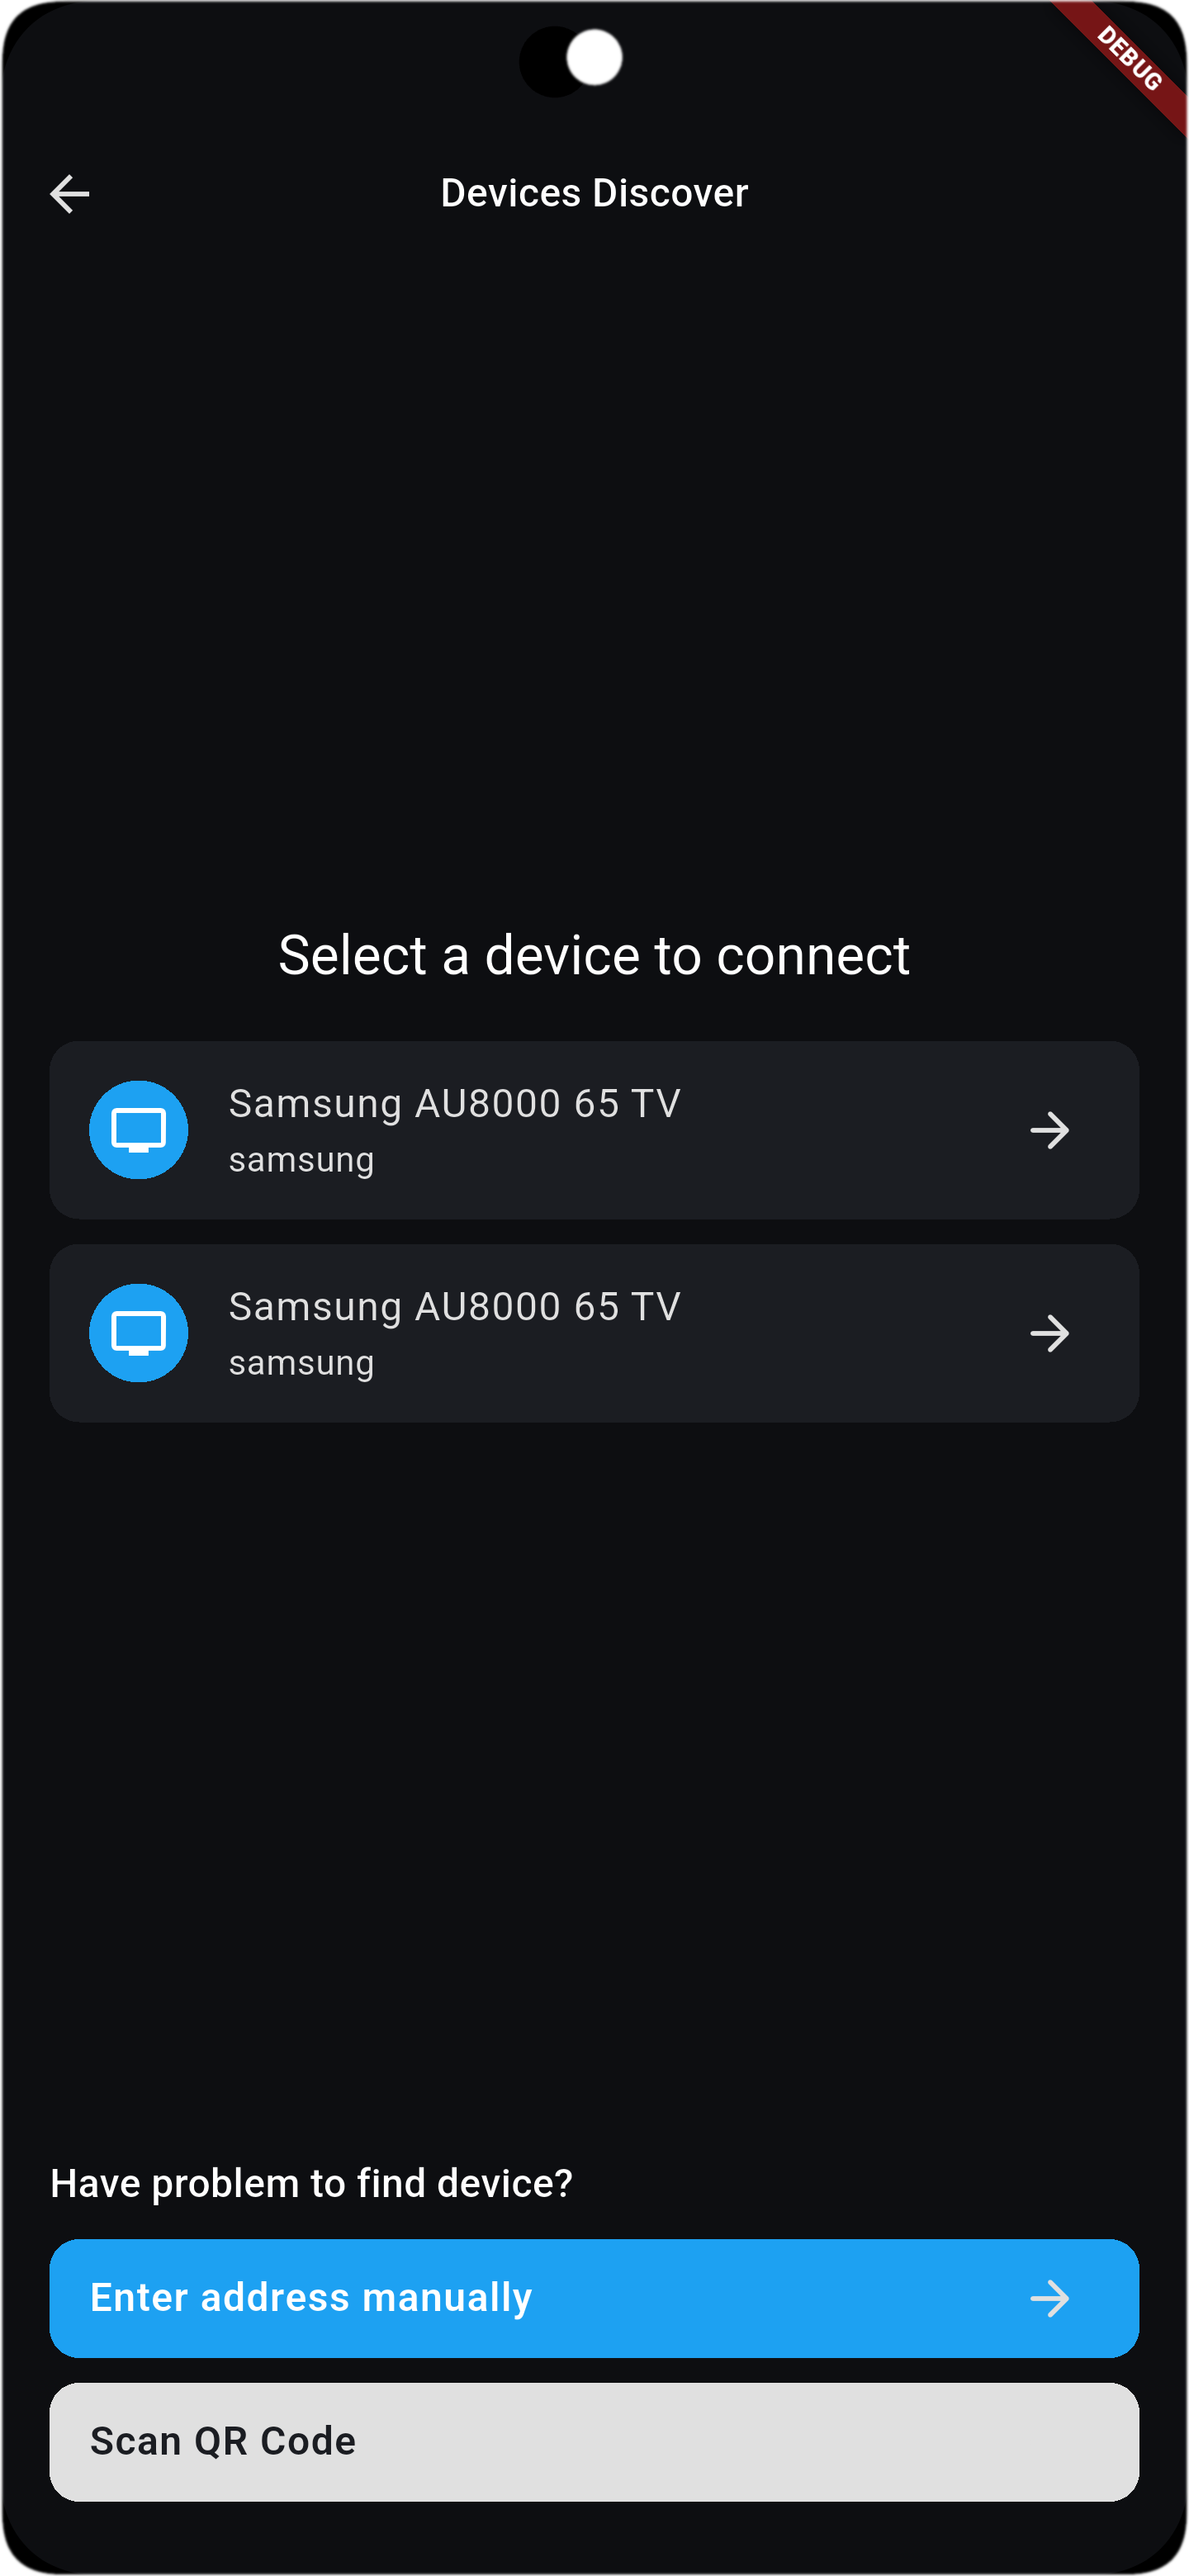 DEBUG
Devices Discover
Select a device to connect
Samsung AU8000 65 TV
samsung
Samsung AU8000 65 TV
samsung
Have problem to find device?
Enter address manually
Scan QR Code